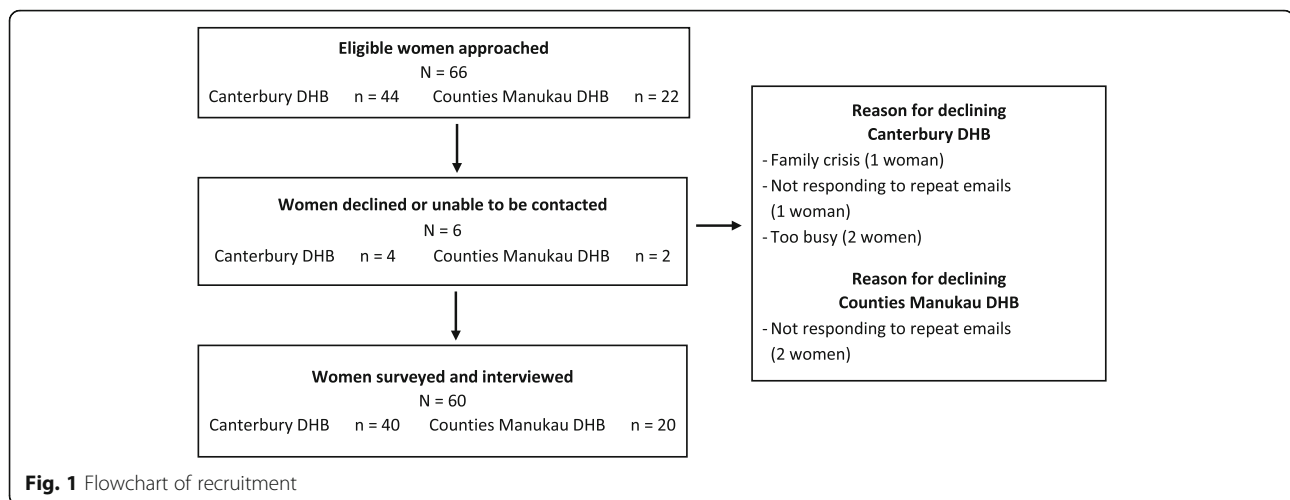 Eligible women approached
N = 66
Canterbury DHB n = 44 Counties Manukau DHB n = 22
Women declined or unable to be contacted
N = 6
Canterbury DHB n = 4 Counties Manukau DHB n = 2
Reason for declining
Canterbury DHB
- Family crisis (1 woman)
- Not responding to repeat emails
(1 woman)
- Too busy (2 women)
Reason for declining
Counties Manukau DHB
- Not responding to repeat emails
(2 women)
Women surveyed and interviewed
N = 60
Canterbury DHB n = 40 Counties Manukau DHB n = 20
Fig. 1 Flowchart of recruitment